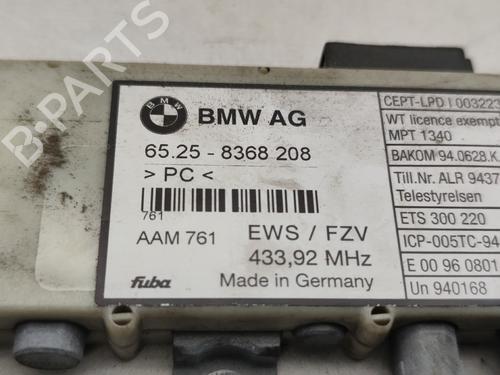 BMW AG
65.25 - 8368 208
> PC <
761
AAM 761
EWS / FZV
433,92 MHz
fuba
Made in Germany
CEPT-LPD I 003223
WT licence exempt
MPT 1340
BAKOM 94.0628.K
Till.Nr. ALR 9437
Telestyrelsen
ETS 300 220
ICP-005TC-94
E 00 96 0801
Un 940168